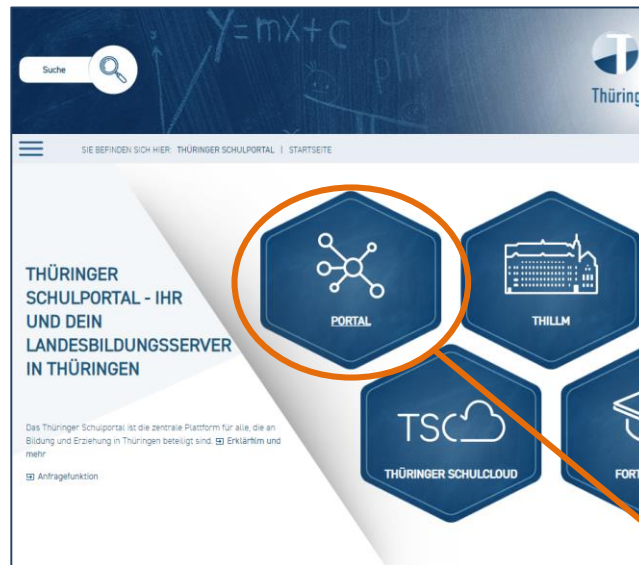 Y=mX+C
phi
Suche
SIE BEFINDEN SICH HIER: THÜRINGER SCHULPORTAL | STARTSEITE
THÜRINGER
SCHULPORTAL - IHR
UND DEIN
LANDESBILDUNGSSERVER
IN THÜRINGEN
PORTAL
THILLM
TSC
THÜRINGER SCHULCLOUD
Das Thüringer Schulportal ist die zentrale Plattform für alle, die an
Bildung und Erziehung in Thüringen beteiligt sind. Erklärfilm und
mehr
Anfragefunktion